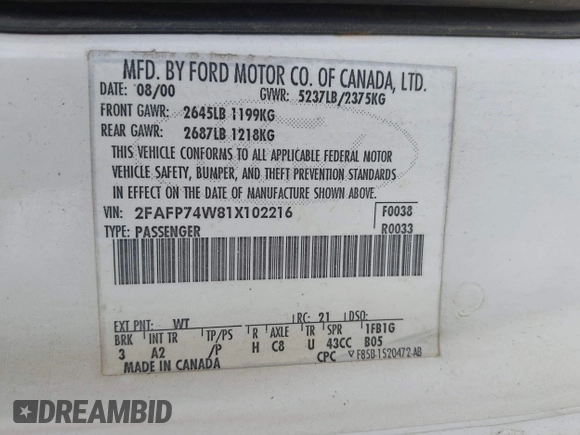 MFD. BY FORD MOTOR CO. OF CANADA, LTD.
DATE: 08/00 GVWR: 5237LB/2375KG
FRONT GAWR: 2645LB 1199KG
REAR GAWR: 2687LB 1218KG
THIS VEHICLE CONFORMS TO ALL APPLICABLE FEDERAL MOTOR
VEHICLE SAFETY, BUMPER, AND THEFT PREVENTION STANDARDS
IN EFFECT ON THE DATE OF MANUFACTURE SHOWN ABOVE.
VIN: 2FAFP74W81X102216 F0038
TYPE: PASSENGER R0033
EXT PNT: WT RC: 21 DSO:
BRK INT TR TP/PS R AXLE TR SPR 1FB1G
3 A2 /P H C8 U 43CC B05
MADE IN CANADA CPC F85B-1520472-AB
DREAMBID